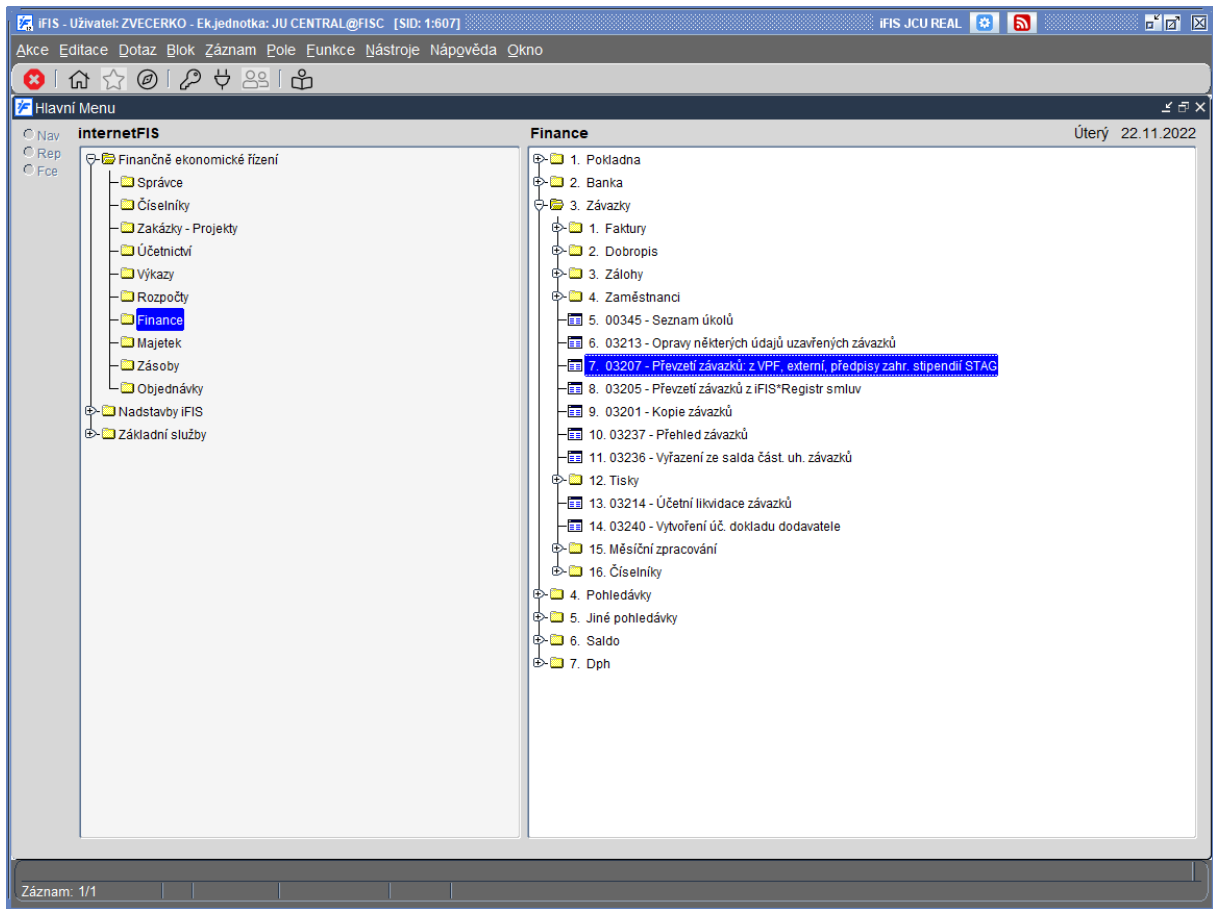 iFIS - Uživatel: ZVECERKO - Ek.jednotka: JU CENTRAL@FISC [SID: 1:607]
iFIS JCU REAL
Akce Editace Dotaz Blok Záznam Pole Funkce Nástroje Nápověda Okno
Hlavní Menu
Nav
Rep
Fce
internetFIS
Finančně ekonomické řízení
Správce
Číselníky
Zakázky - Projekty
Účetnictví
Výkazy
Rozpočty
Finance
Majetek
Zásoby
Objednávky
Nadstavby iFIS
Základní služby
Finance
Úterý 22.11.2022
1. Pokladna
2. Banka
3. Závazky
1. Faktury
2. Dobropis
3. Zálohy
4. Zaměstnanci
5. 00345 - Seznam úkolů
6. 03213 - Opravy některých údajů uzavřených závazků
7. 03207 - Převzetí závazků: z VPF, externí, předpisy zahr. stipendií STAG
8. 03205 - Převzetí závazků z iFIS*Registr smluv
9. 03201 - Kopie závazků
10. 03237 - Přehled závazků
11. 03236 - Vyřazení ze salda část. uh. závazků
12. Tisky
13. 03214 - Účetní likvidace závazků
14. 03240 - Vytvoření úč. dokladu dodavatele
15. Měsíční zpracování
16. Číselníky
4. Pohledávky
5. Jiné pohledávky
6. Saldo
7. Dph
Záznam: 1/1